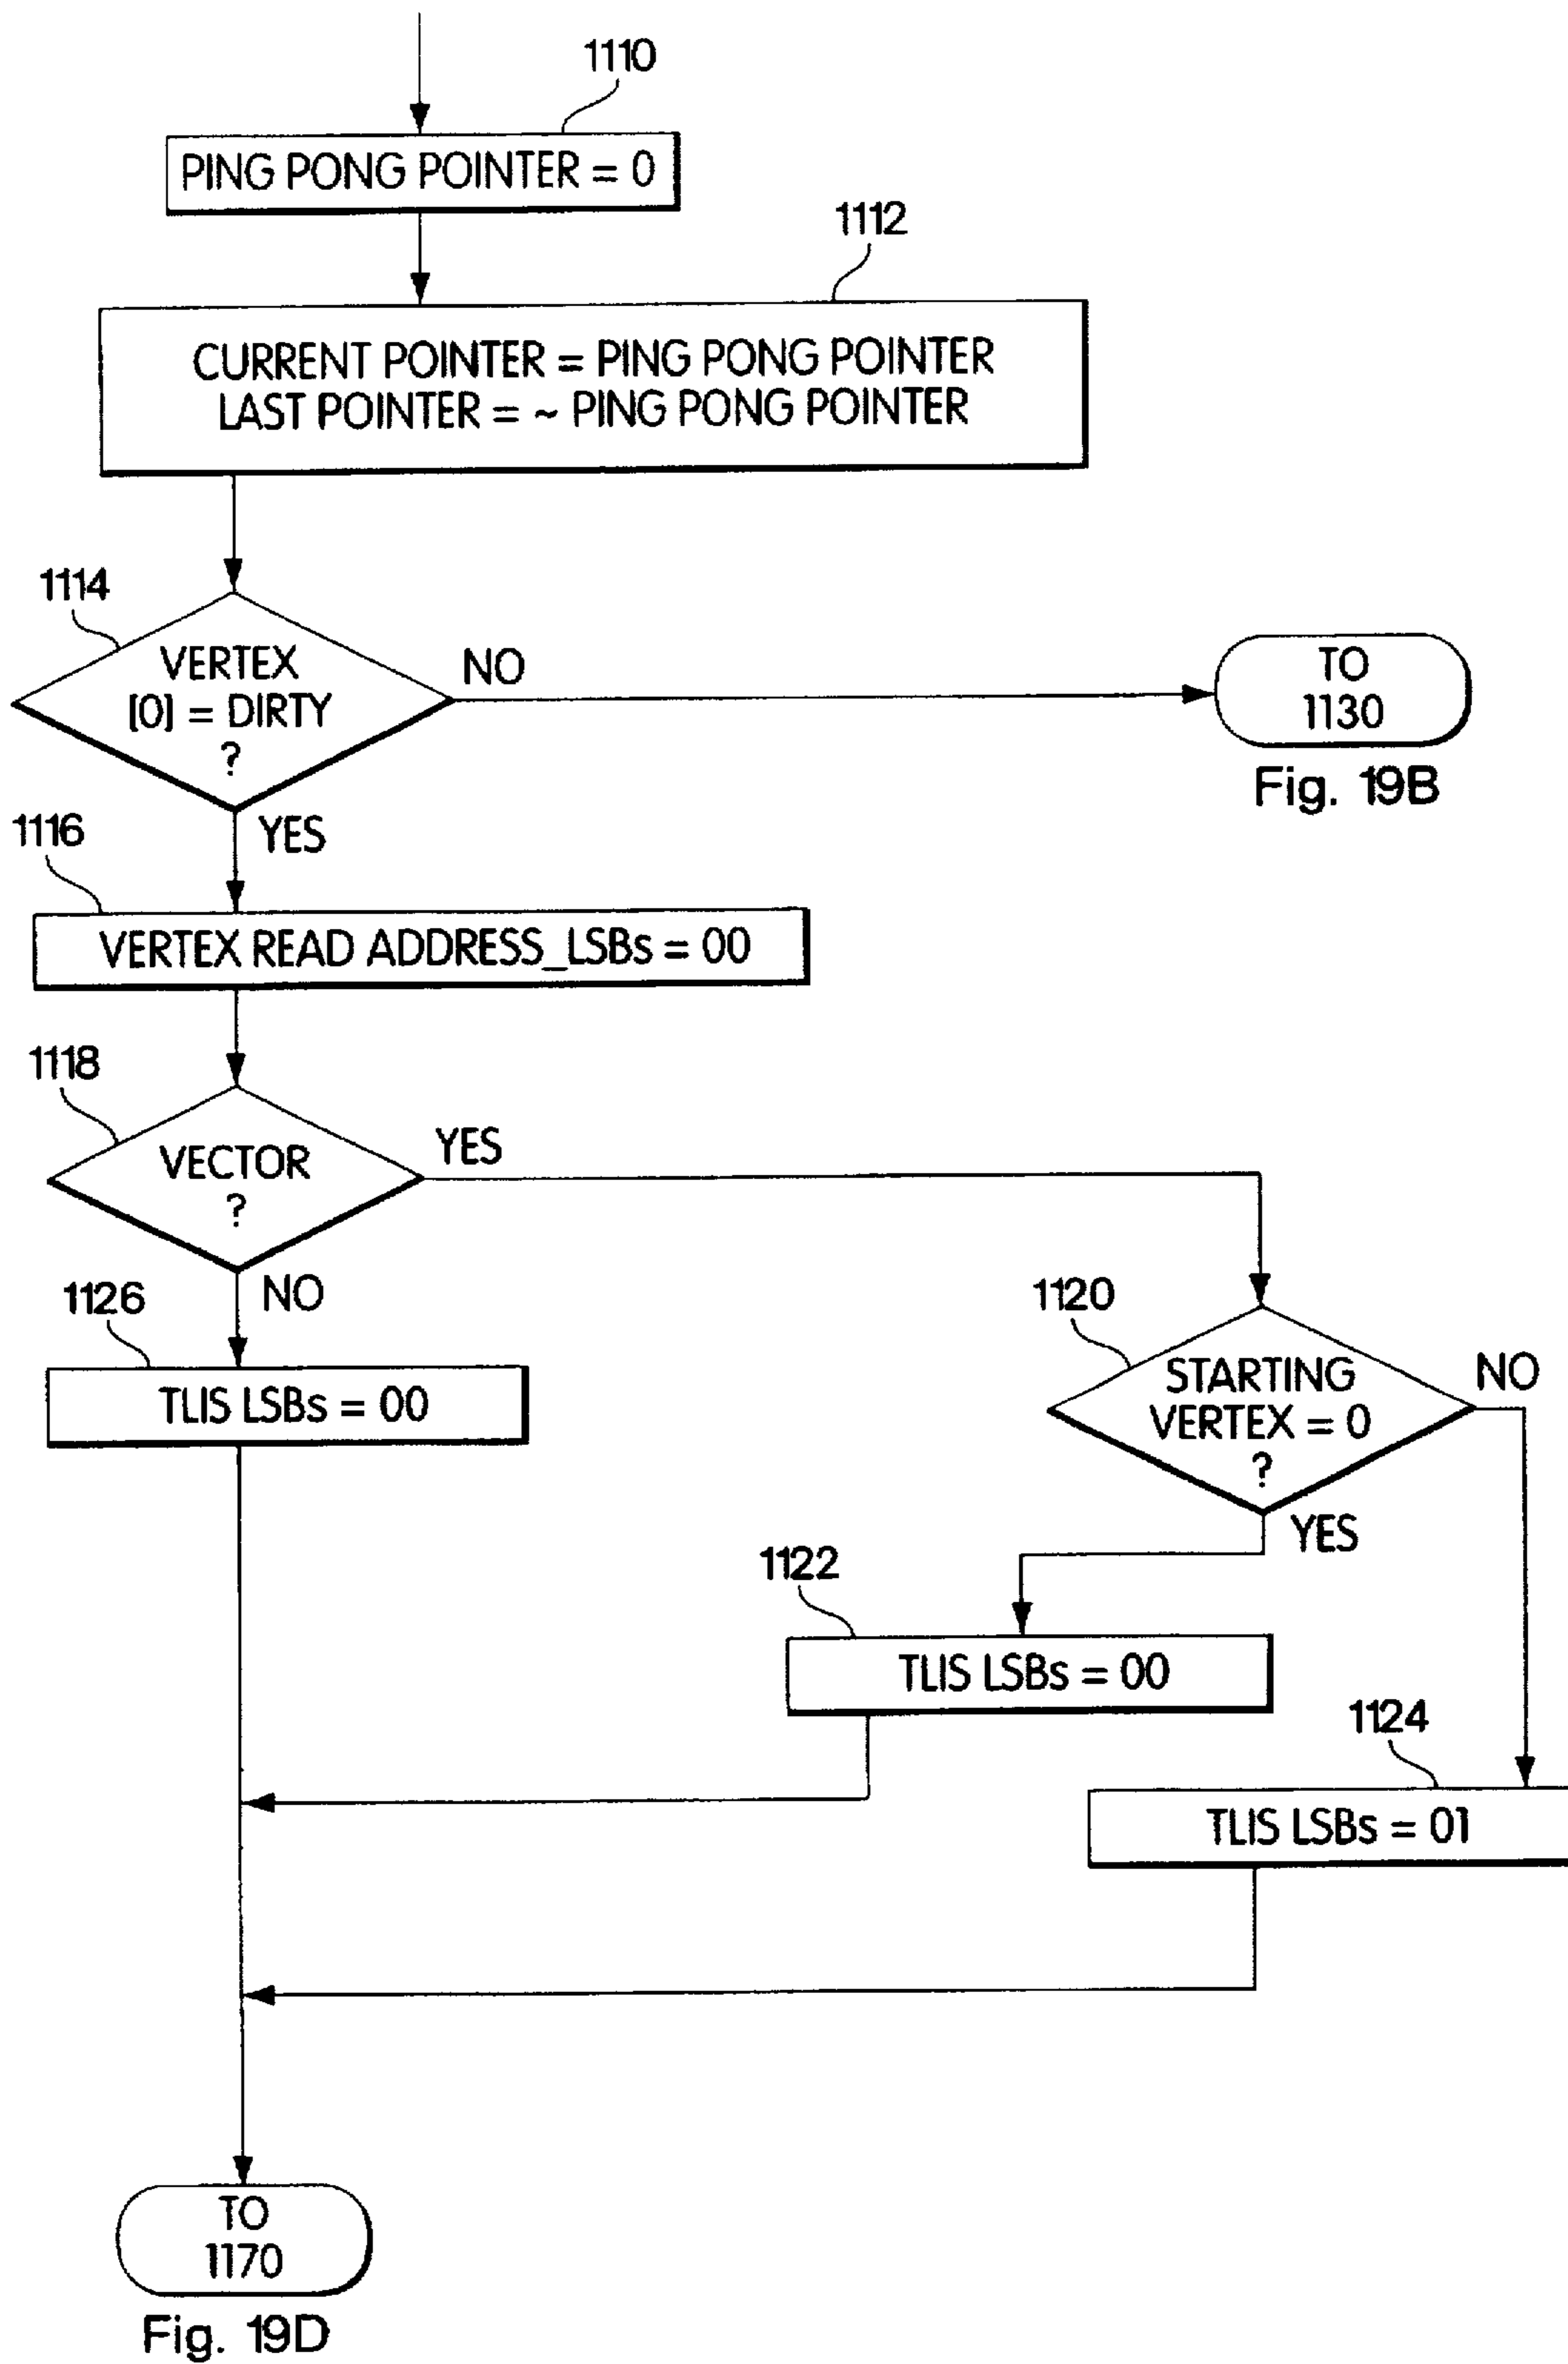 1110
PING PONG POINTER = 0
1112
CURRENT POINTER = PING PONG POINTER
LAST POINTER = ~ PING PONG POINTER
1114
VERTEX
[0] = DIRTY
?
NO
TO
1130
Fig. 19B
YES
1116
VERTEX READ ADDRESS_LSBs = 00
1118
VECTOR
?
YES
NO
1126
TLIS LSBs = 00
1120
STARTING
VERTEX = 0
?
NO
YES
1122
TLIS LSBs = 00
1124
TLIS LSBs = 01
TO
1170
Fig. 19D